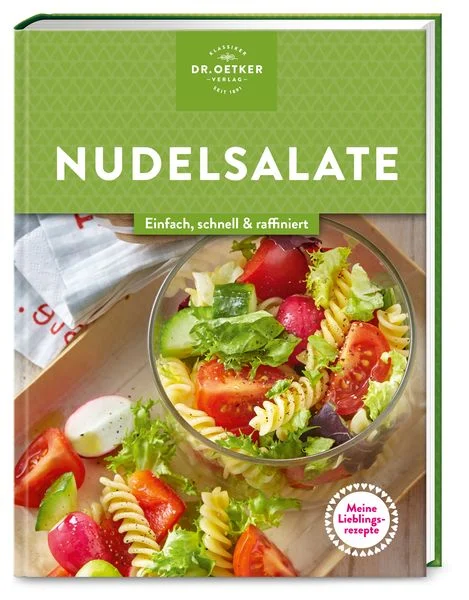 KLASSIKER
DR. OETKER
VERLAG
SEIT 1891
NUDELSALATE
Einfach, schnell & raffiniert
Meine
Lieblings-
rezepte